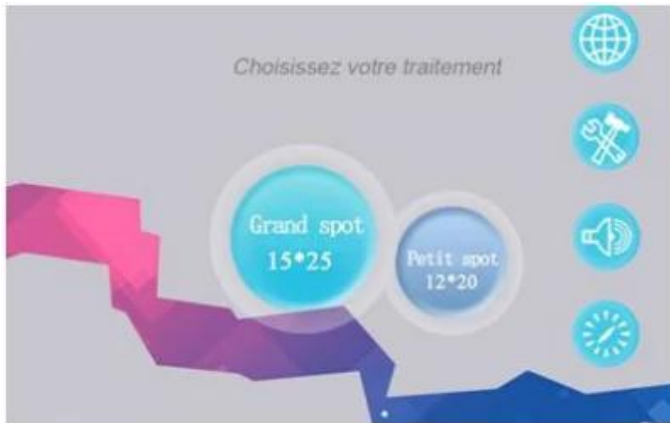 Choisissez votre traitement
Grand spot
15*25
Petit spot
12*20